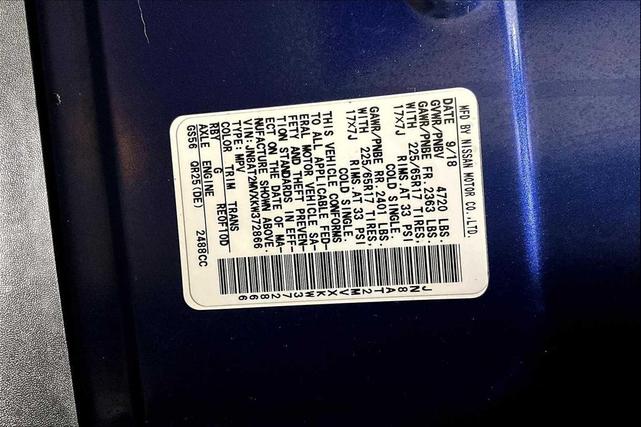 MFD BY NISSAN MOTOR CO.,LTD.
DATE 9/18
GVWR/PNBV 4720 LBS.
GAWR/PNBE FR 2363 LBS.
WITH 225/65R17 TIRES,
17X7J RIMS,AT 33 PSI
COLD SINGLE.
GAWR/PNBE RR 2401 LBS.
WITH 225/65R17 TIRES,
17X7J RIMS,AT 33 PSI
COLD SINGLE.
THIS VEHICLE CONFORMS
TO ALL APPLICABLE FED-
ERAL MOTOR VEHICLE SA-
FETY AND THEFT PREVEN-
TION STANDARDS IN EFF-
ECT ON THE DATE OF MA-
NUFACTURE SHOWN ABOVE.
VIN:JN8AT2MVXKW372866
TYPE:MPV
COLOR TRIM TRANS
RBY G RE0F10D
AXLE ENGINE
GS56 QR25(DE) 2488CC
JN8AT2MVXKW372866